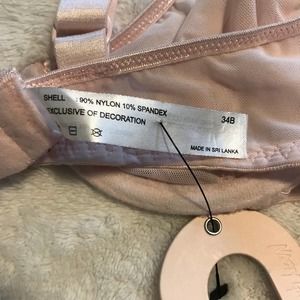 SHELL : 90% NYLON 10% SPANDEX
EXCLUSIVE OF DECORATION
34B
MADE IN SRI LANKA